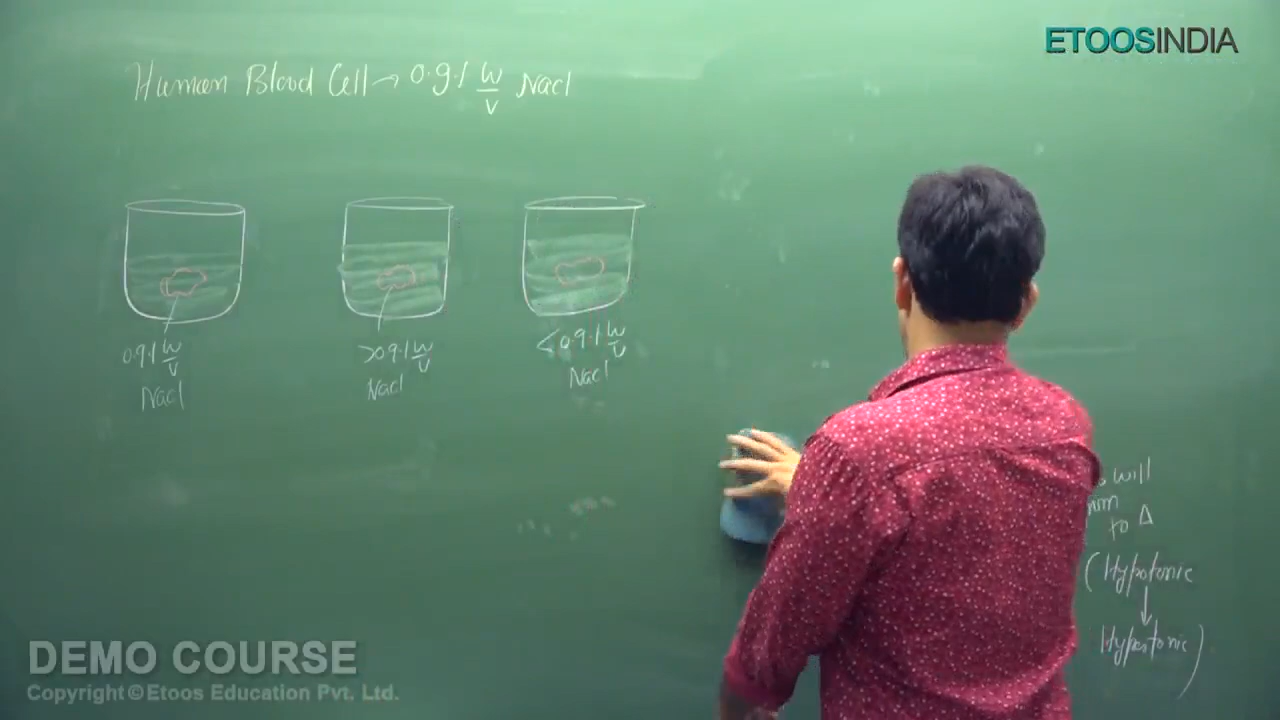 ETOOSINDIA
Human Blood Cell → 0.9% W/V Nacl
0.9% W/V
Nacl
>0.9% W/V
Nacl
<0.9% W/V
Nacl
will
to Δ
(Hypotonic
↓
Hypertonic)
DEMO COURSE
Copyright©Etoos Education Pvt. Ltd.